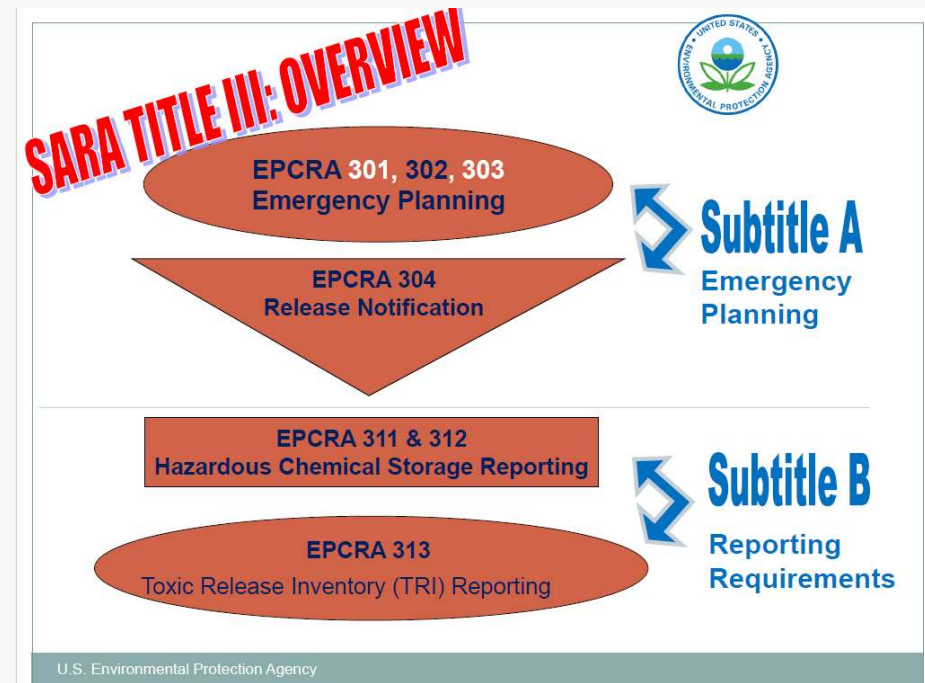 SARA TITLE III: OVERVIEW
UNITED STATES
ENVIRONMENTAL PROTECTION AGENCY
EPCRA 301, 302, 303
Emergency Planning
Subtitle A
Emergency
Planning
EPCRA 304
Release Notification
EPCRA 311 & 312
Hazardous Chemical Storage Reporting
Subtitle B
Reporting
Requirements
EPCRA 313
Toxic Release Inventory (TRI) Reporting
U.S. Environmental Protection Agency